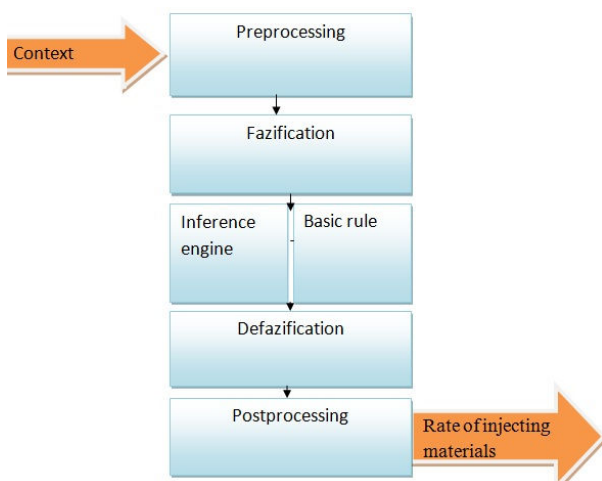 Preprocessing
Context
Fazification
Inference
engine
Basic rule
Defazification
Postprocessing
Rate of injecting
materials